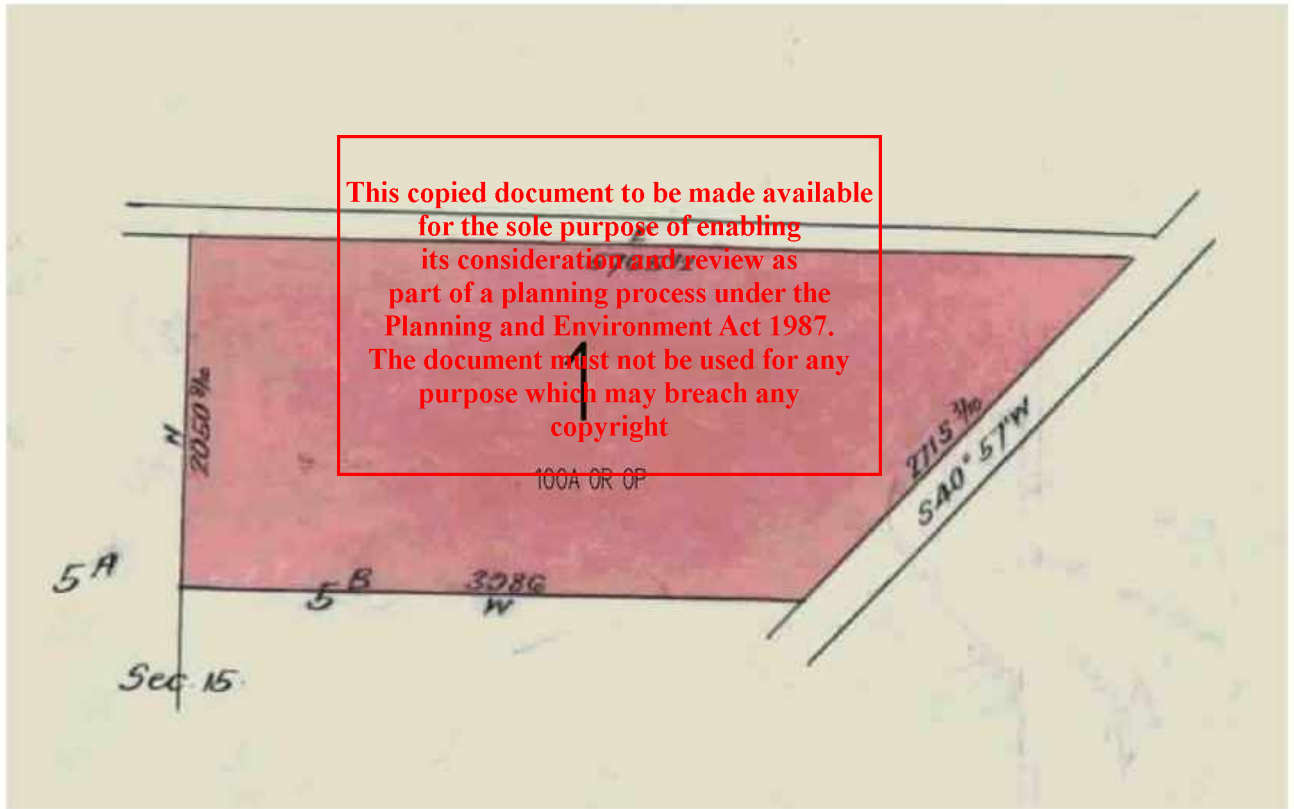 This copied document to be made available
for the sole purpose of enabling
its consideration and review as
part of a planning process under the
Planning and Environment Act 1987.
The document must not be used for any
purpose which may breach any
copyright
1
100A 0R 0P
N
2050 8/10
2715 3/10
S40° 57'W
5 A
5 B
3086
W
Sec. 15